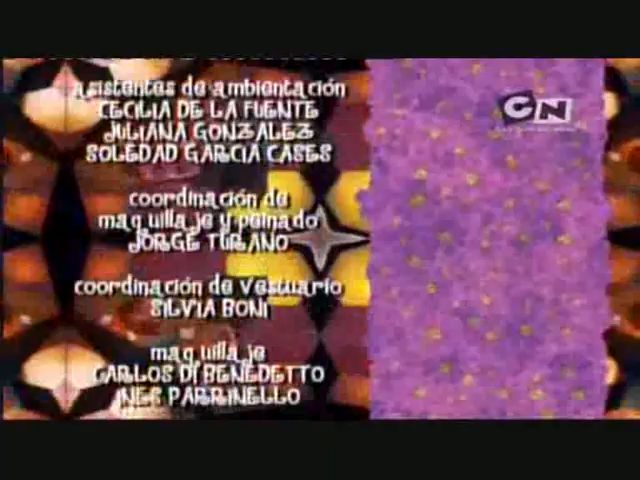 asistentes de ambientación
CECILIA DE LA FUENTE
JULIANA GONZALEZ
SOLEDAD GARCIA CASES
coordinación de
maquillaje y peinado
JORGE TURANO
coordinación de vestuario
SILVIA BONI
maquillaje
CARLOS DI BENEDETTO
INES PARRINELLO
CN